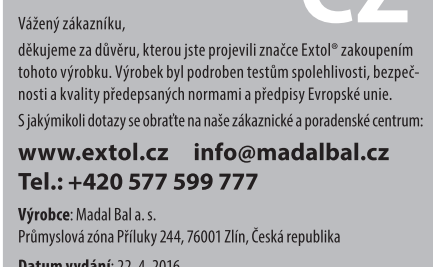 CZ
Vážený zákazníku,
děkujeme za důvěru, kterou jste projevili značce Extol® zakoupením
tohoto výrobku. Výrobek byl podroben testům spolehlivosti, bezpeč-
nosti a kvality předepsaných normami a předpisy Evropské unie.
S jakýmikoli dotazy se obraťte na naše zákaznické a poradenské centrum:
www.extol.cz info@madalbal.cz
Tel.: +420 577 599 777
Výrobce: Madal Bal a. s.
Průmyslová zóna Příluky 244, 76001 Zlín, Česká republika
Datum vydání: 22. 4. 2016